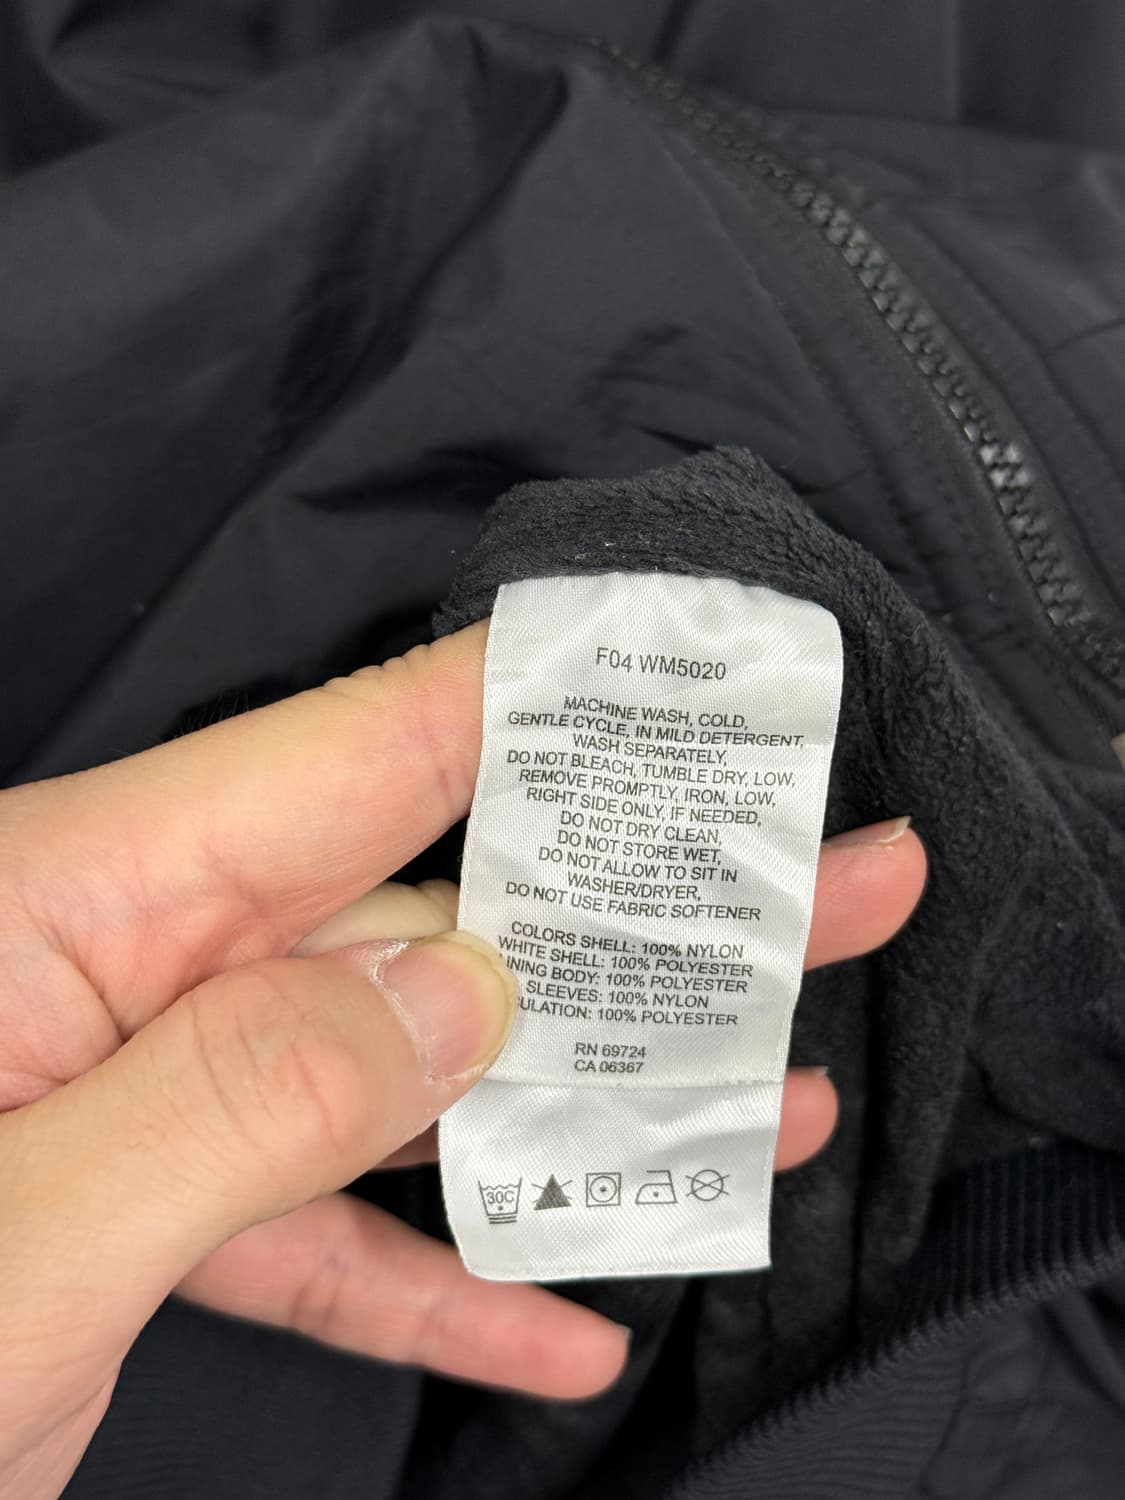 F04 WM5020
MACHINE WASH, COLD,
GENTLE CYCLE, IN MILD DETERGENT,
WASH SEPARATELY,
DO NOT BLEACH, TUMBLE DRY, LOW,
REMOVE PROMPTLY, IRON, LOW,
RIGHT SIDE ONLY, IF NEEDED,
DO NOT DRY CLEAN,
DO NOT STORE WET,
DO NOT ALLOW TO SIT IN
WASHER/DRYER,
DO NOT USE FABRIC SOFTENER
COLORS SHELL: 100% NYLON
WHITE SHELL: 100% POLYESTER
BODY: 100% POLYESTER
SLEEVES: 100% NYLON
100% POLYESTER
RN 69724
CA 06367
30C